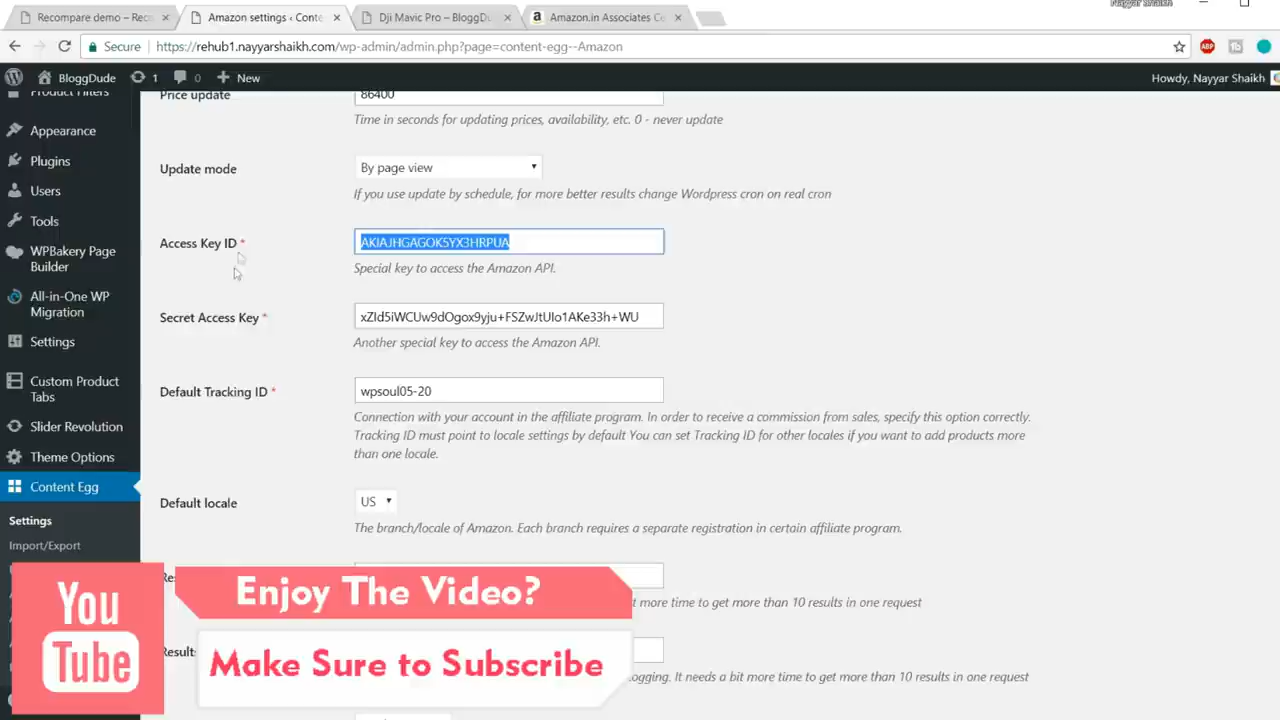 Nayyar Shaikh
Recompare demo – Rec
Amazon settings ‹ Conte
Dji Mavic Pro – BloggDu
Amazon.in Associates Ce
Secure
https://rehub1.nayyarshaikh.com/wp-admin/admin.php?page=content-egg--Amazon
ABP
BloggDude
1
0
New
Howdy, Nayyar Shaikh
Product Filters
Appearance
Plugins
Users
Tools
WPBakery Page
Builder
All-in-One WP
Migration
Settings
Custom Product
Tabs
Slider Revolution
Theme Options
Content Egg
Settings
Import/Export
Price update
86400
Time in seconds for updating prices, availability, etc. 0 - never update
Update mode
By page view
If you use update by schedule, for more better results change Wordpress cron on real cron
Access Key ID *
AKIAJHGAGOK5YX3HRPUA
Special key to access the Amazon API.
Secret Access Key *
Another special key to access the Amazon API.
Default Tracking ID *
wpsoul05-20
Connection with your account in the affiliate program. In order to receive a commission from sales, specify this option correctly.
Tracking ID must point to locale settings by default You can set Tracking ID for other locales if you want to add products more
than one locale.
Default locale
US
The branch/locale of Amazon. Each branch requires a separate registration in certain affiliate program.
Re
more time to get more than 10 results in one request
Results
It needs a bit more time to get more than 10 results in one request
You
Tube
Enjoy The Video?
Make Sure to Subscribe